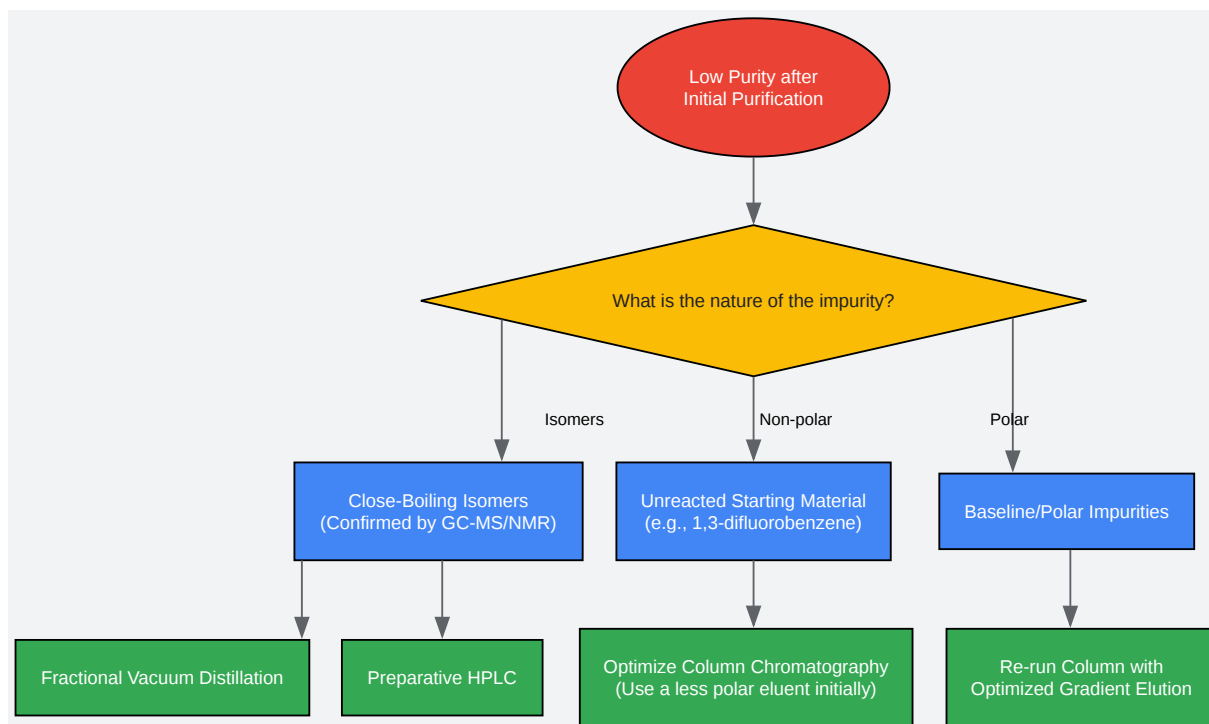 Low Purity after
Initial Purification
What is the nature of the impurity?
Isomers
Non-polar
Polar
Close-Boiling Isomers
(Confirmed by GC-MS/NMR)
Unreacted Starting Material
(e.g., 1,3-difluorobenzene)
Baseline/Polar Impurities
Fractional Vacuum Distillation
Preparative HPLC
Optimize Column Chromatography
(Use a less polar eluent initially)
Re-run Column with
Optimized Gradient Elution